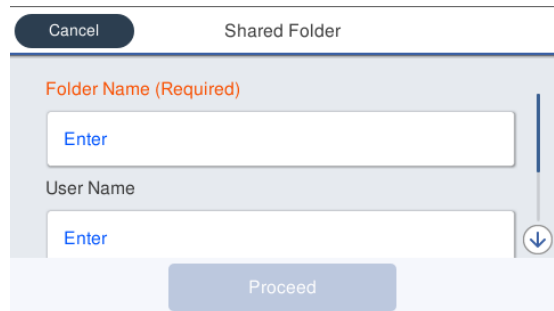 Cancel
Shared Folder
Folder Name (Required)
Enter
User Name
Enter
Proceed